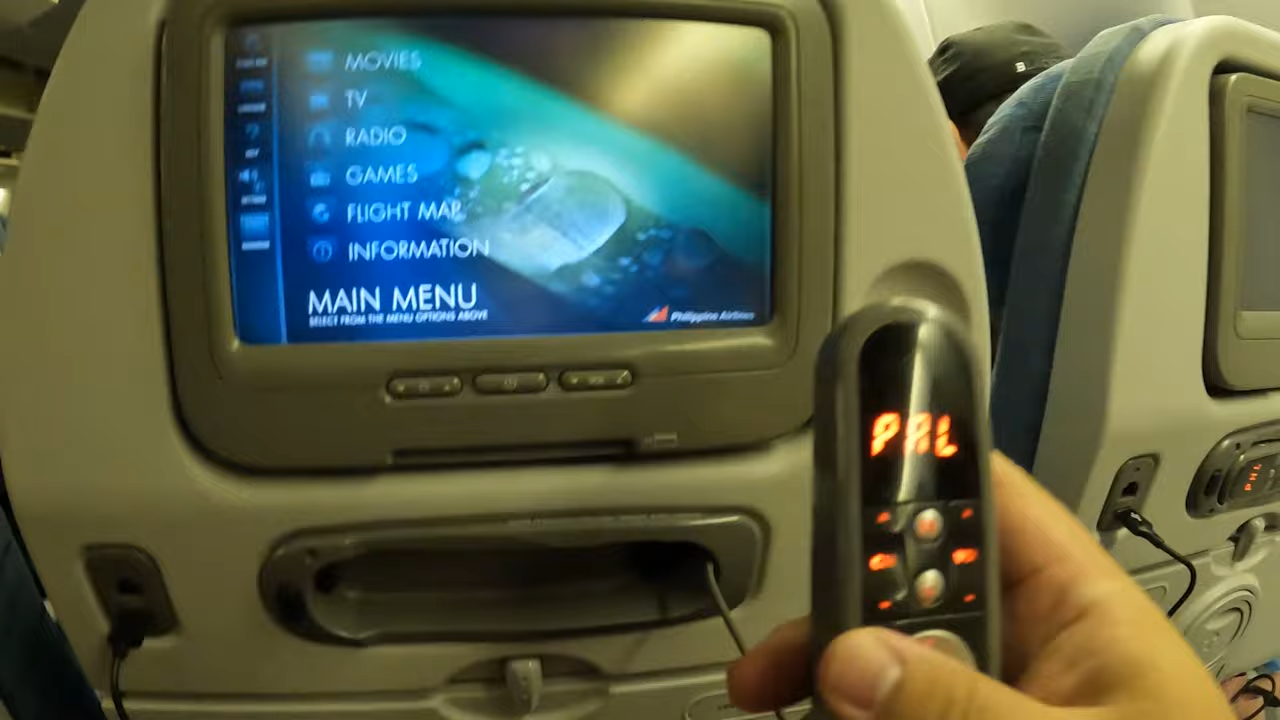 MOVIES
TV
RADIO
GAMES
FLIGHT MAP
INFORMATION
MAIN MENU
SELECT FROM THE MENU OPTIONS ABOVE
Philippine Airlines
PAL